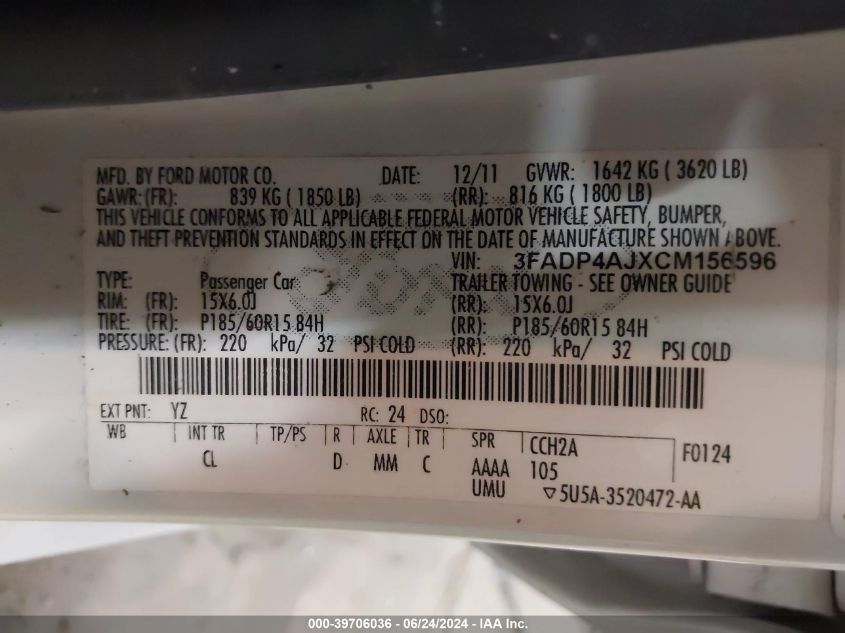 MFD. BY FORD MOTOR CO. DATE: 12/11 GVWR: 1642 KG ( 3620 LB)
GAWR: (FR): 839 KG ( 1850 LB) (RR): 816 KG ( 1800 LB)
THIS VEHICLE CONFORMS TO ALL APPLICABLE FEDERAL MOTOR VEHICLE SAFETY, BUMPER,
AND THEFT PREVENTION STANDARDS IN EFFECT ON THE DATE OF MANUFACTURE SHOWN ABOVE.
VIN: 3FADP4AJXCM156596
TYPE: Passenger Car TRAILER TOWING - SEE OWNER GUIDE
RIM: (FR): 15X6.0J (RR): 15X6.0J
TIRE: (FR): P185/60R15 84H (RR): P185/60R15 84H
PRESSURE: (FR): 220 kPa/ 32 PSI COLD (RR): 220 kPa/ 32 PSI COLD
EXT PNT: YZ RC: 24 DSO:
WB INT TR TP/PS R AXLE TR SPR CCH2A F0124
CL D MM C AAAA 105
UMU ▽5U5A-3520472-AA
000-39706036 - 06/24/2024 - IAA Inc.